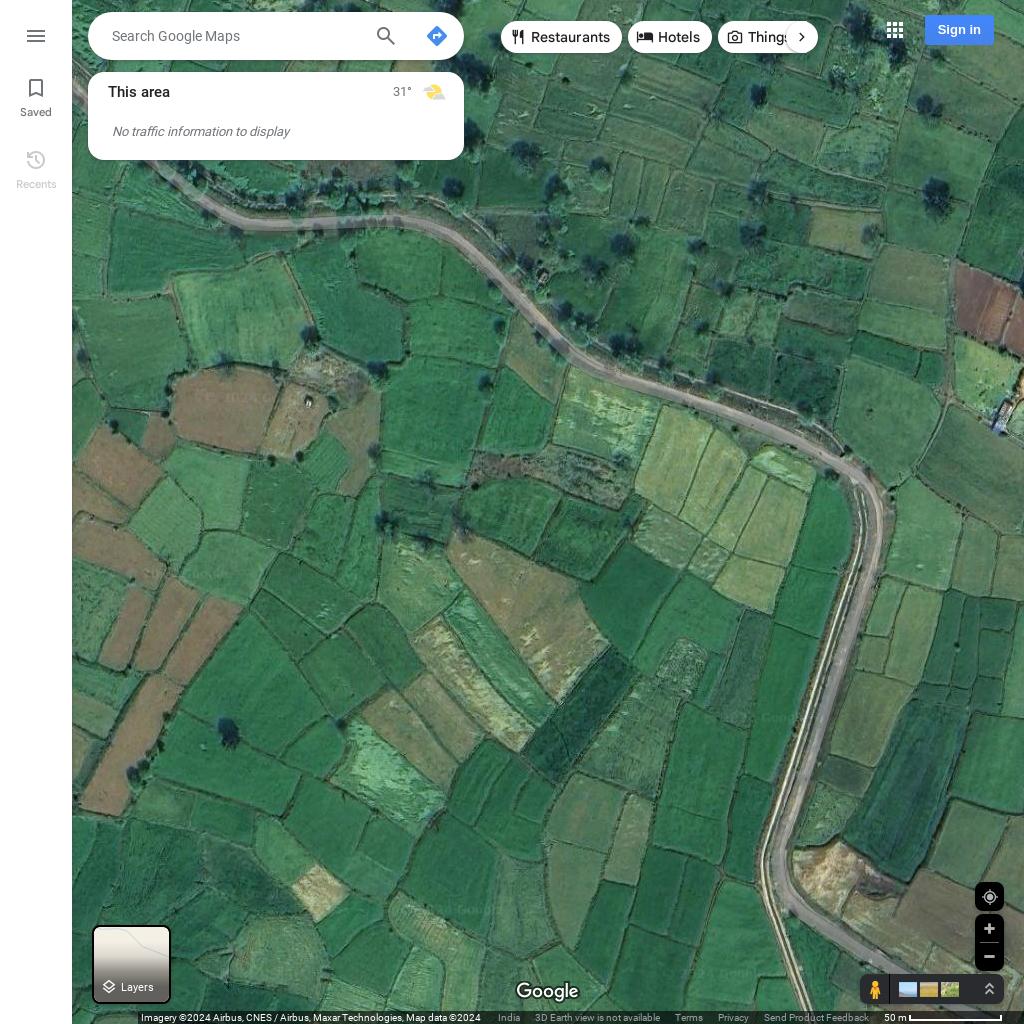 Search Google Maps
Restaurants
Hotels
Things
Sign in
Saved
Recents
This area
31°
No traffic information to display
Layers
Google
50 m
Imagery ©2024 Airbus, CNES / Airbus, Maxar Technologies, Map data ©2024
India
3D Earth view is not available
Terms
Privacy
Send Product Feedback